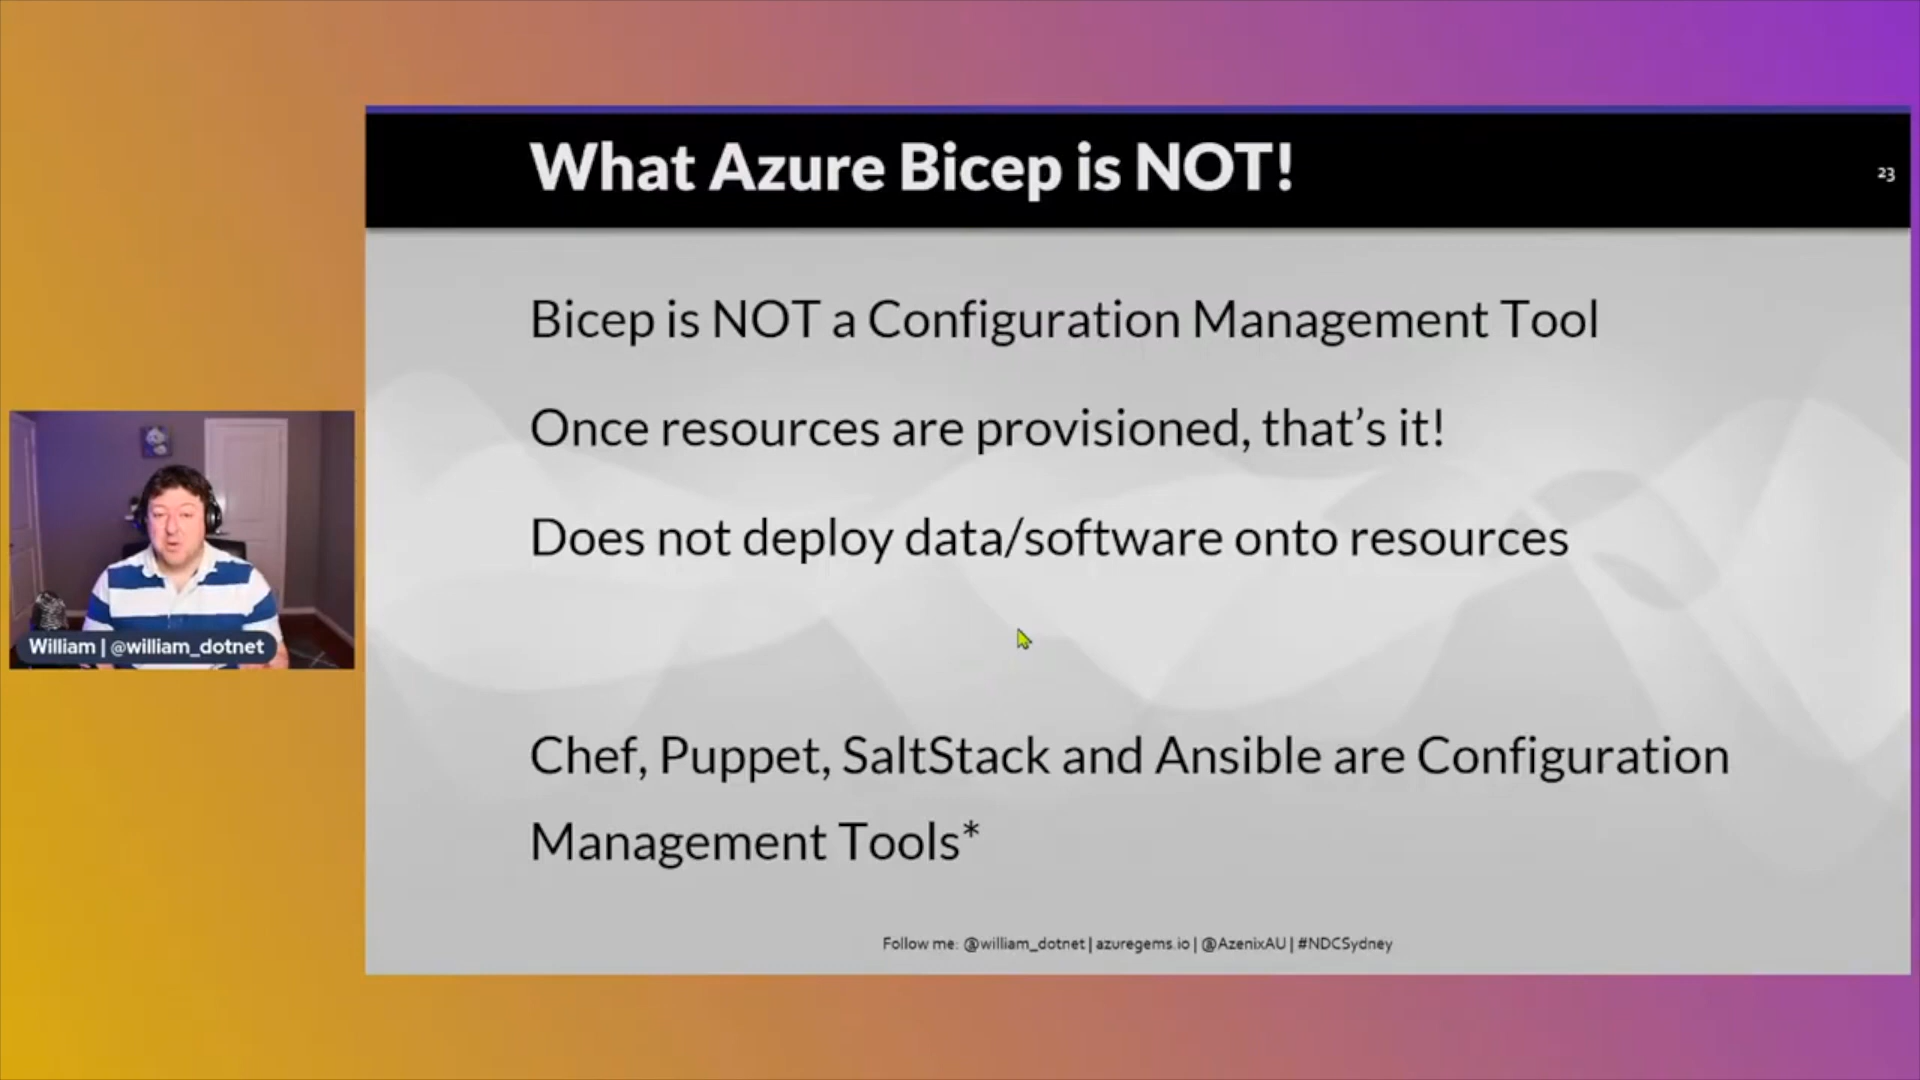 What Azure Bicep is NOT!
23
Bicep is NOT a Configuration Management Tool
Once resources are provisioned, that’s it!
Does not deploy data/software onto resources
Chef, Puppet, SaltStack and Ansible are Configuration
Management Tools*
William | @william_dotnet
Follow me: @william_dotnet | azuregems.io | @AzenixAU | #NDCSydney